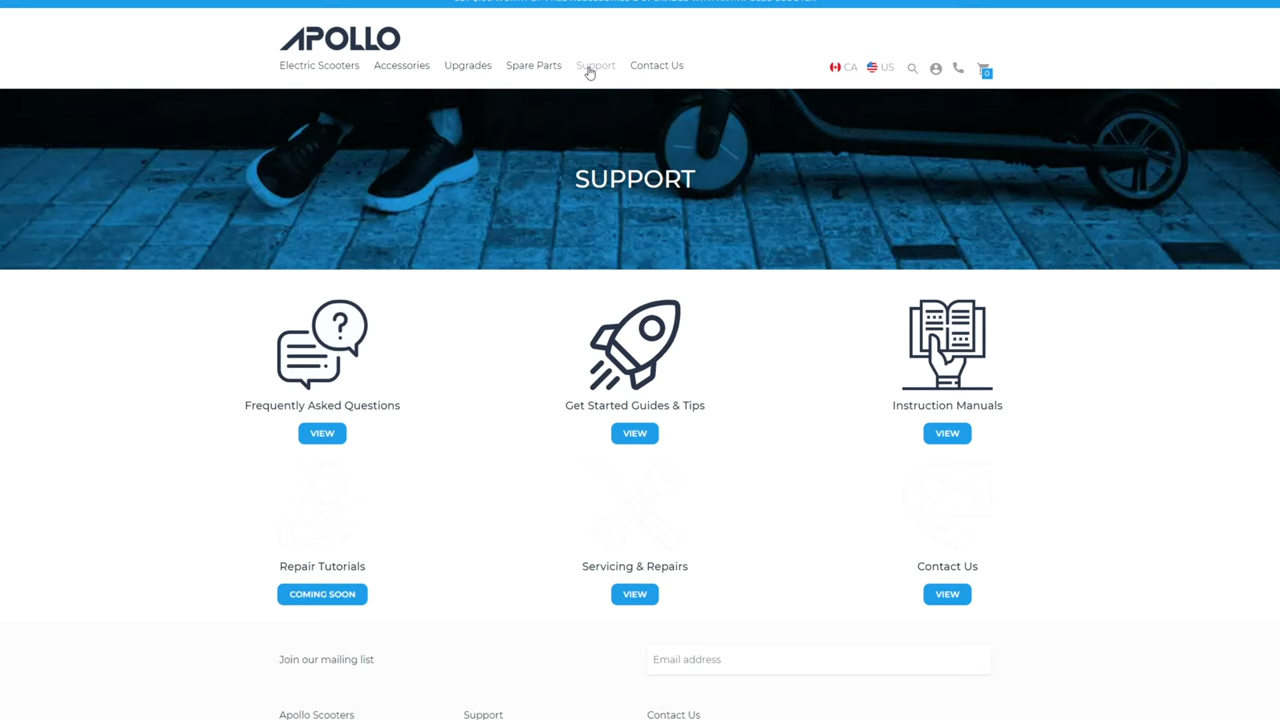 APOLLO
Electric Scooters Accessories Upgrades Spare Parts Support Contact Us
CA US
0
SUPPORT
?
Frequently Asked Questions Get Started Guides & Tips Instruction Manuals
VIEW VIEW VIEW
Repair Tutorials Servicing & Repairs Contact Us
COMING SOON VIEW VIEW
Join our mailing list Email address
Apollo Scooters Support Contact Us